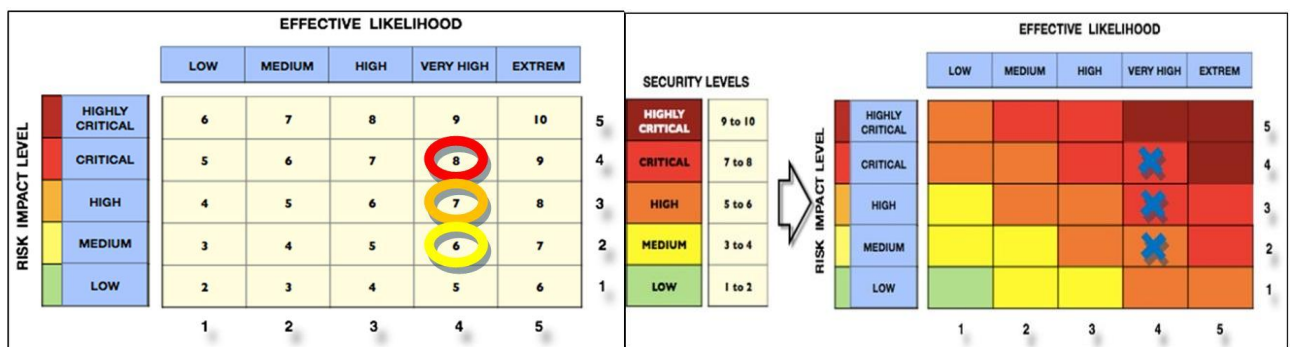 EFFECTIVE LIKELIHOOD
LOW MEDIUM HIGH VERY HIGH EXTREM
RISK IMPACT LEVEL
HIGHLY
CRITICAL
6 7 8 9 10 5
CRITICAL 5 6 7 8 9 4
HIGH 4 5 6 7 8 3
MEDIUM 3 4 5 6 7 2
LOW 2 3 4 5 6 1
1 2 3 4 5
SECURITY LEVELS
HIGHLY
CRITICAL
9 to 10
CRITICAL 7 to 8
HIGH 5 to 6
MEDIUM 3 to 4
LOW 1 to 2
EFFECTIVE LIKELIHOOD
LOW MEDIUM HIGH VERY HIGH EXTREM
RISK IMPACT LEVEL
HIGHLY
CRITICAL
5
CRITICAL 4
HIGH 3
MEDIUM 2
LOW 1
1 2 3 4 5